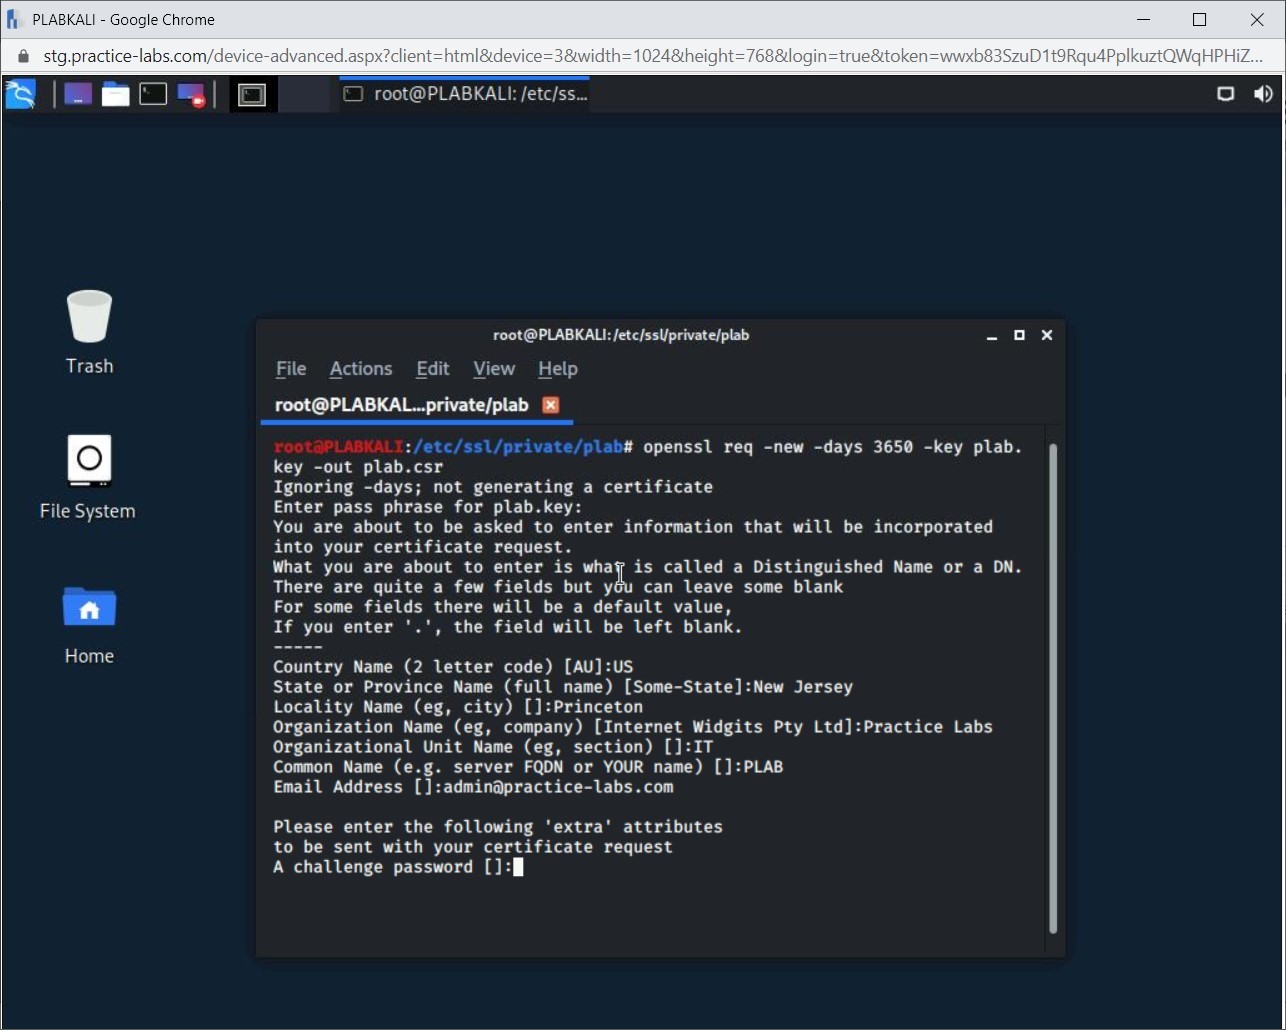 PLABKALI - Google Chrome
stg.practice-labs.com/device-advanced.aspx?client=html&device=3&width=1024&height=768&login=true&token=wwxb83SzuD1t9Rqu4PplkuztQWqHPHiZ...
root@PLABKALI: /etc/ss...
Trash
File System
Home
root@PLABKALI:/etc/ssl/private/plab
File Actions Edit View Help
root@PLABKAL...private/plab
root@PLABKALI:/etc/ssl/private/plab# openssl req -new -days 3650 -key plab.
key -out plab.csr
Ignoring -days; not generating a certificate
Enter pass phrase for plab.key:
You are about to be asked to enter information that will be incorporated
into your certificate request.
What you are about to enter is what is called a Distinguished Name or a DN.
There are quite a few fields but you can leave some blank
For some fields there will be a default value,
If you enter '.', the field will be left blank.
-----
Country Name (2 letter code) [AU]:US
State or Province Name (full name) [Some-State]:New Jersey
Locality Name (eg, city) []:Princeton
Organization Name (eg, company) [Internet Widgits Pty Ltd]:Practice Labs
Organizational Unit Name (eg, section) []:IT
Common Name (e.g. server FQDN or YOUR name) []:PLAB
Email Address []:admin@practice-labs.com
Please enter the following 'extra' attributes
to be sent with your certificate request
A challenge password []: